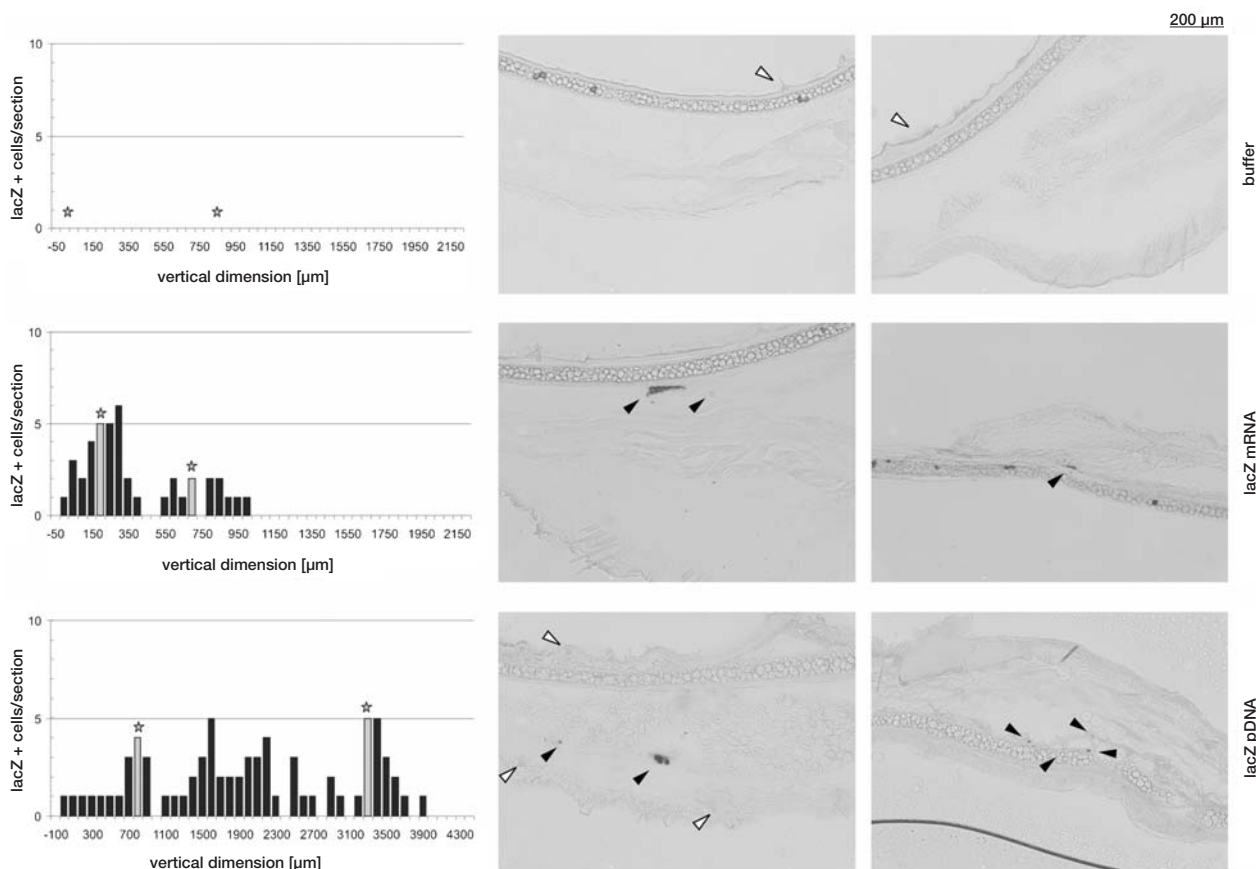 200 µm
10
lacZ + cells/section
5
0
-50 150 350 550 750 950 1150 1350 1550 1750 1950 2150
vertical dimension [µm]
buffer
10
lacZ + cells/section
5
0
-50 150 350 550 750 950 1150 1350 1550 1750 1950 2150
vertical dimension [µm]
lacZ mRNA
10
lacZ + cells/section
5
0
-100 300 700 1100 1500 1900 2300 2700 3100 3500 3900 4300
vertical dimension [µm]
lacZ pDNA